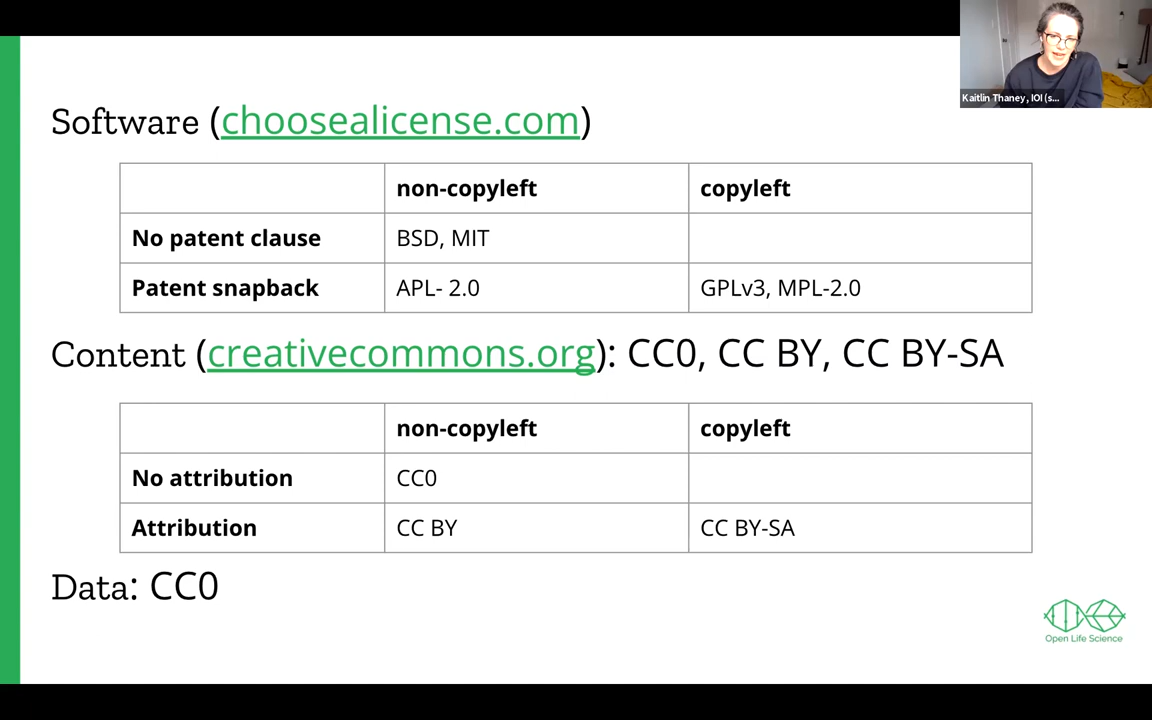 Kaitlin Thaney, IOI (s...
Software (choosealicense.com)
non-copyleft copyleft
No patent clause BSD, MIT
Patent snapback APL- 2.0 GPLv3, MPL-2.0
Content (creativecommons.org): CC0, CC BY, CC BY-SA
non-copyleft copyleft
No attribution CC0
Attribution CC BY CC BY-SA
Data: CC0
Open Life Science